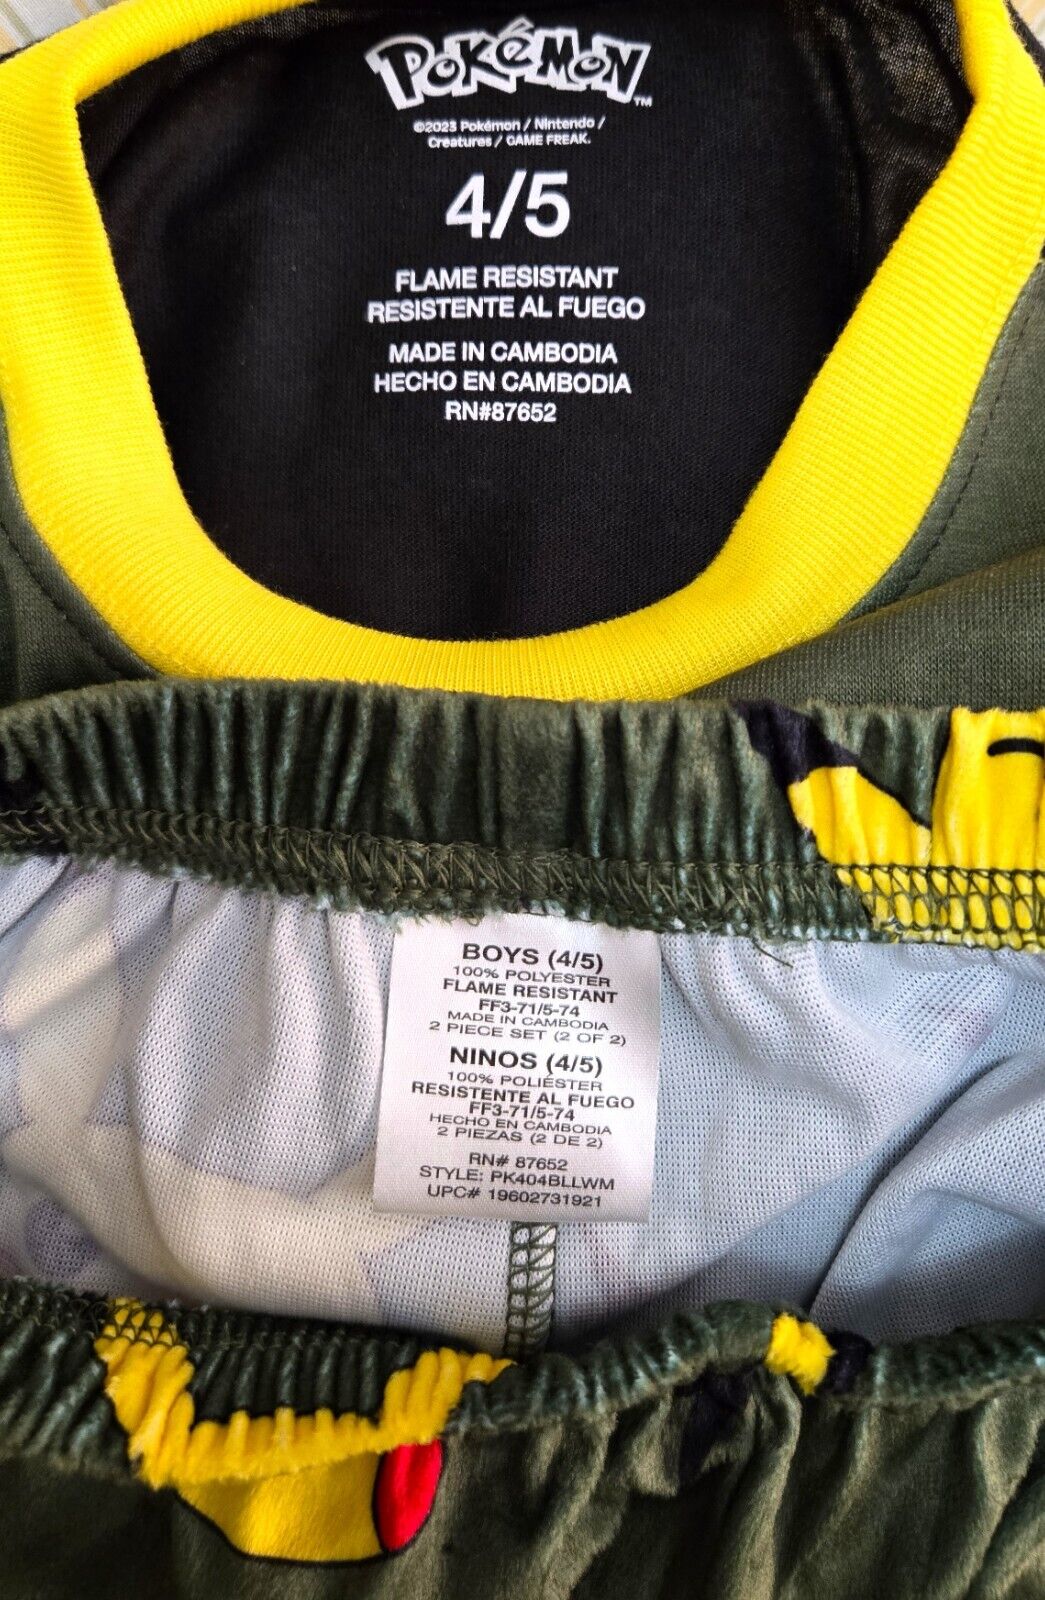 POKéMON™
©2023 Pokémon / Nintendo /
Creatures / GAME FREAK.
4/5
FLAME RESISTANT
RESISTENTE AL FUEGO
MADE IN CAMBODIA
HECHO EN CAMBODIA
RN#87652
BOYS (4/5)
100% POLYESTER
FLAME RESISTANT
FF3-71/5-74
MADE IN CAMBODIA
2 PIECE SET (2 OF 2)
NINOS (4/5)
100% POLIÉSTER
RESISTENTE AL FUEGO
FF3-71/5-74
HECHO EN CAMBODIA
2 PIEZAS (2 DE 2)
RN# 87652
STYLE: PK404BLLWM
UPC# 19602731921